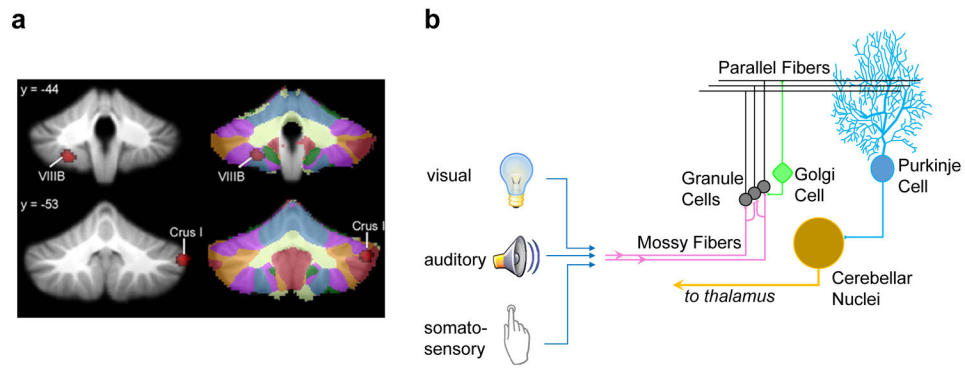 a
y = -44
VIIIB
VIIIB
y = -53
Crus I
Crus I
b
Parallel Fibers
visual
Granule
Cells
Golgi
Cell
Purkinje
Cell
auditory
Mossy Fibers
Cerebellar
Nuclei
to thalamus
somato-
sensory